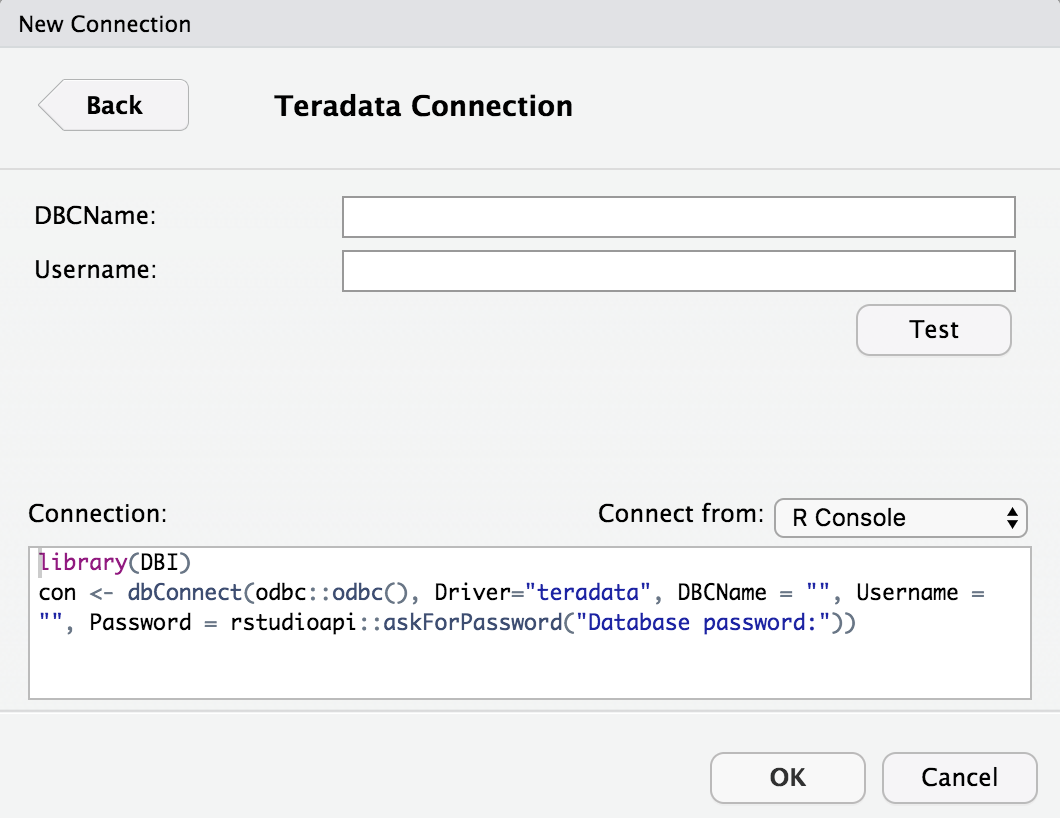 New Connection
Back
Teradata Connection
DBCName:
Username:
Test
Connection:
Connect from:
R Console
library(DBI)
con <- dbConnect(odbc::odbc(), Driver="teradata", DBCName = "", Username =
"", Password = rstudioapi::askForPassword("Database password:"))
OK
Cancel